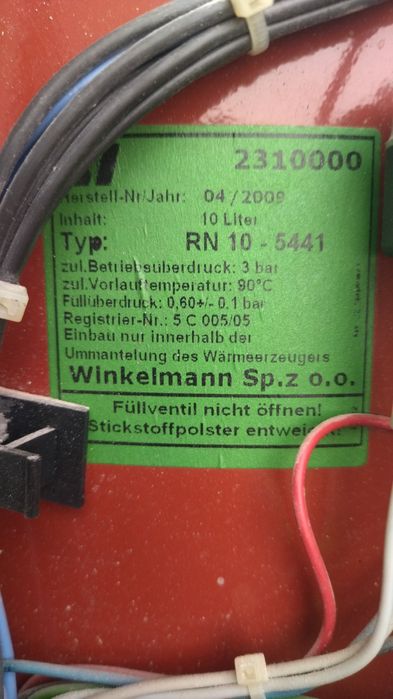 2310000
Herstell-Nr/Jahr: 04/2009
Inhalt: 10 Liter
Typ: RN 10 - 5441
zul.Betriebsüberdruck: 3 bar
zul.Vorlauftemperatur: 90°C
Füllüberdruck: 0,60+/- 0.1 bar
Registrier-Nr.: 5 C 005/05
Einbau nur innerhalb der
Ummantelung des Wärmeerzeugers
Winkelmann Sp.z o.o.
Füllventil nicht öffnen!
Stickstoffpolster entweicht.